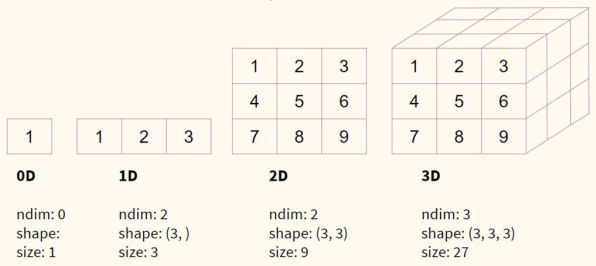 1
1 2 3
1 2 3
4 5 6
7 8 9
1 2 3
4 5 6
7 8 9
0D
ndim: 0
shape:
size: 1
1D
ndim: 2
shape: (3, )
size: 3
2D
ndim: 2
shape: (3, 3)
size: 9
3D
ndim: 3
shape: (3, 3, 3)
size: 27